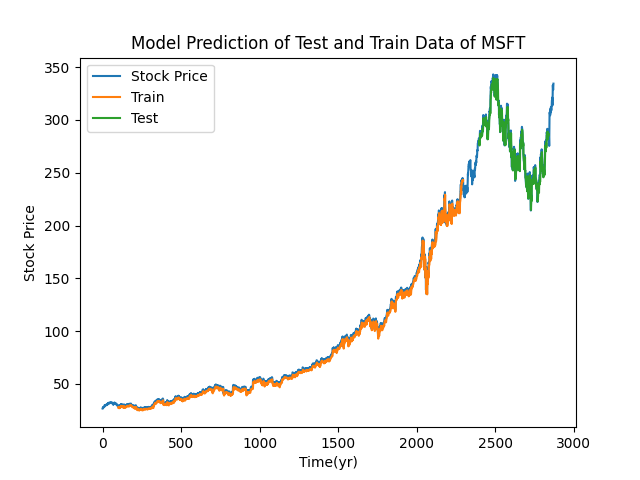 Model Prediction of Test and Train Data of MSFT
Stock Price
Train
Test
350
300
250
200
150
100
50
Stock Price
0
500
1000
1500
2000
2500
3000
Time(yr)